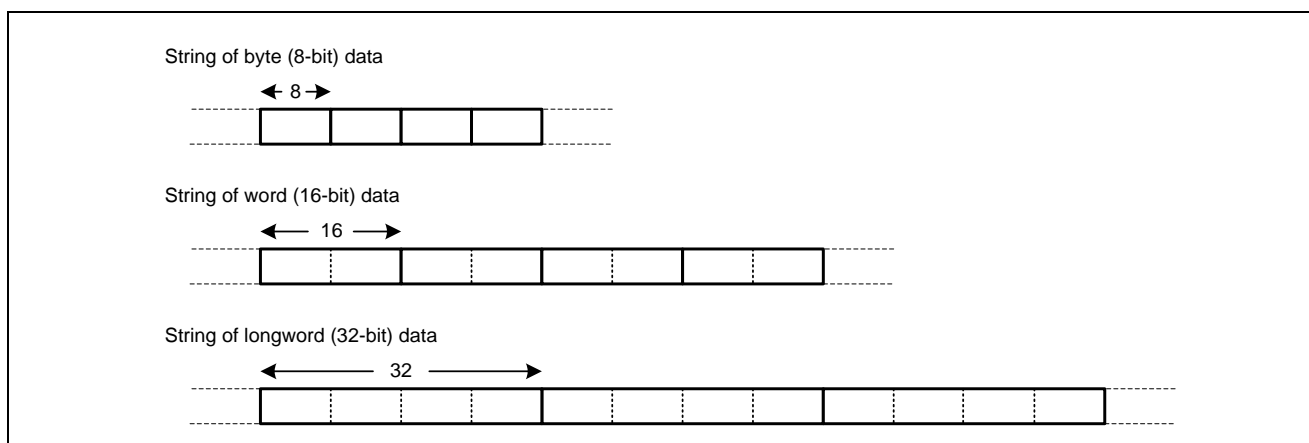 String of byte (8-bit) data
8
String of word (16-bit) data
16
String of longword (32-bit) data
32